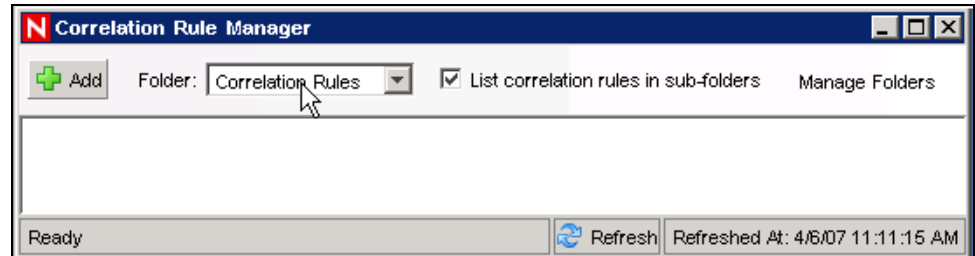 N Correlation Rule Manager
Add Folder: Correlation Rules List correlation rules in sub-folders Manage Folders
Ready Refresh Refreshed At: 4/6/07 11:11:15 AM